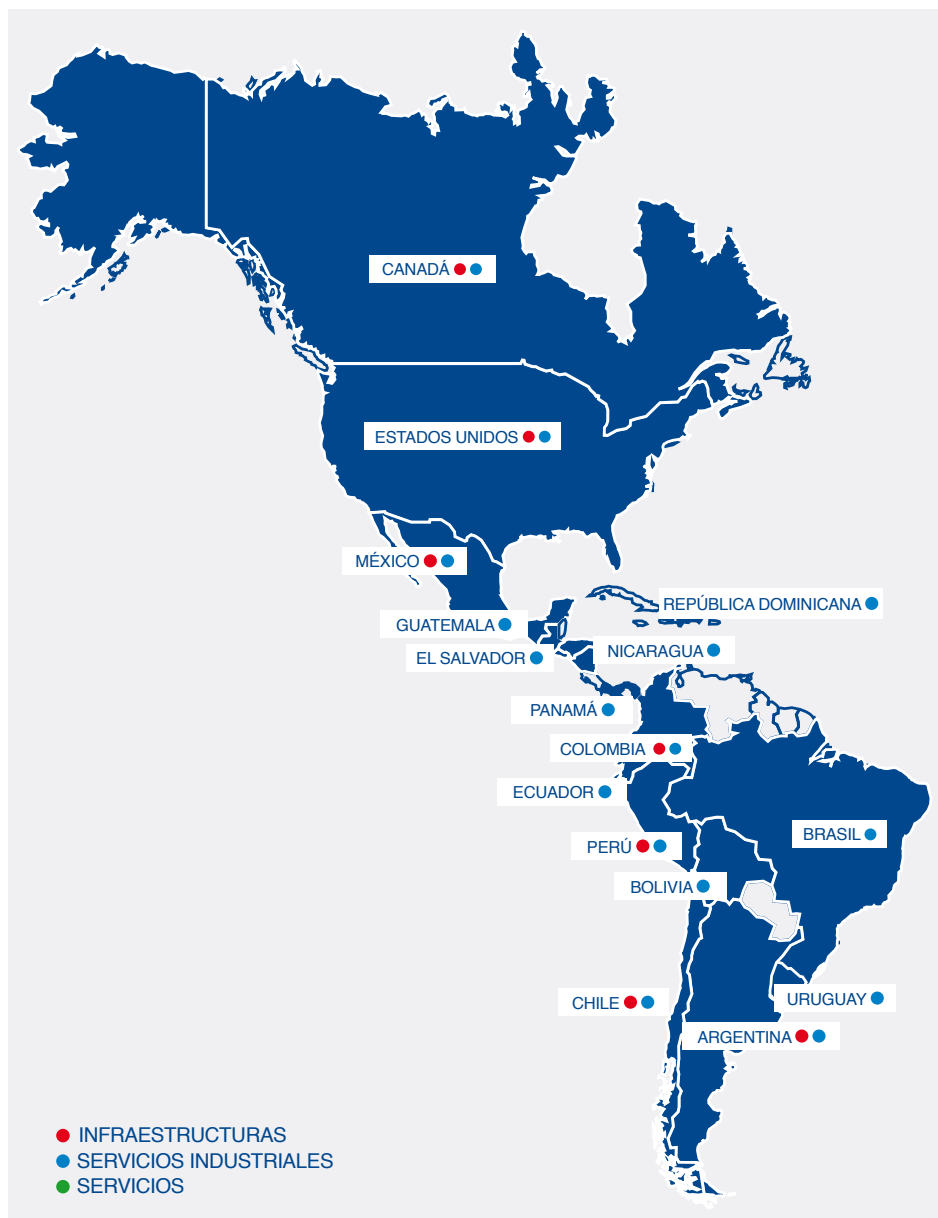 CANADÁ
ESTADOS UNIDOS
MÉXICO
REPÚBLICA DOMINICANA
GUATEMALA
NICARAGUA
EL SALVADOR
PANAMÁ
COLOMBIA
ECUADOR
BRASIL
PERÚ
BOLIVIA
URUGUAY
CHILE
ARGENTINA
INFRAESTRUCTURAS
SERVICIOS INDUSTRIALES
SERVICIOS